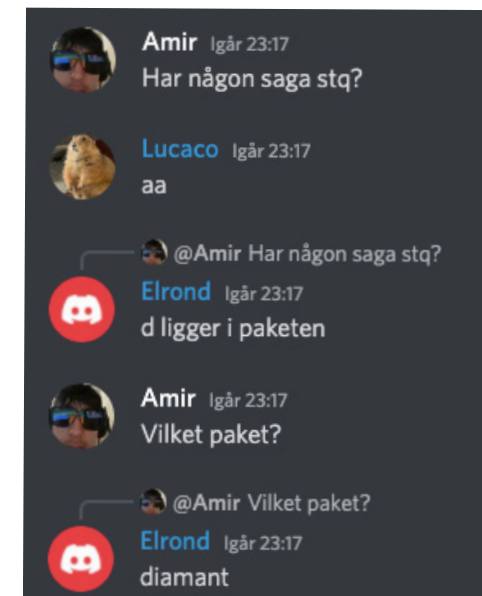 Amir Igår 23:17
Har någon saga stq?
Lucaco Igår 23:17
aa
@Amir Har någon saga stq?
Elrond Igår 23:17
d ligger i paketen
Amir Igår 23:17
Vilket paket?
@Amir Vilket paket?
Elrond Igår 23:17
diamant